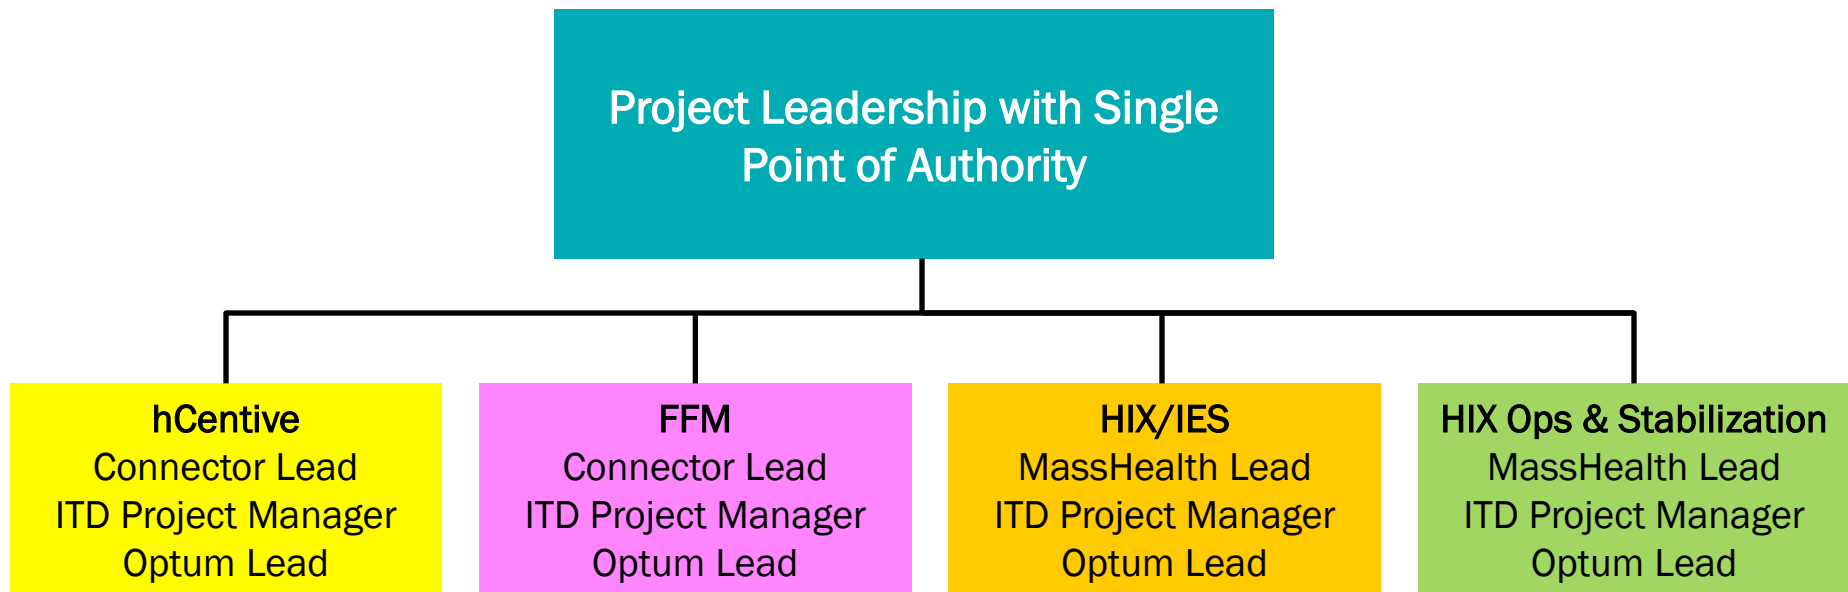 Project Leadership with Single
Point of Authority
hCentive
Connector Lead
ITD Project Manager
Optum Lead
FFM
Connector Lead
ITD Project Manager
Optum Lead
HIX/IES
MassHealth Lead
ITD Project Manager
Optum Lead
HIX Ops & Stabilization
MassHealth Lead
ITD Project Manager
Optum Lead